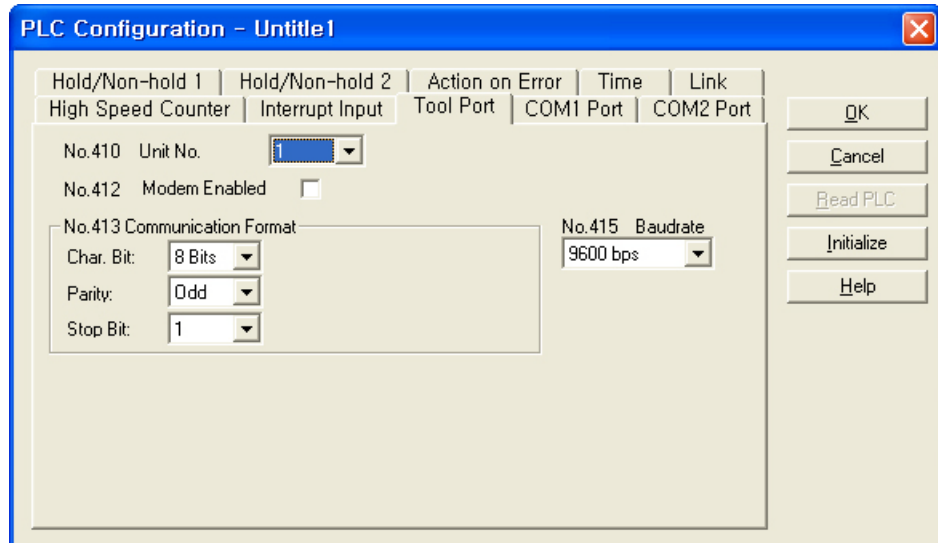 PLC Configuration - Untitle1
Hold/Non-hold 1 Hold/Non-hold 2 Action on Error Time Link
High Speed Counter Interrupt Input Tool Port COM1 Port COM2 Port
No.410 Unit No. 1
No.412 Modem Enabled
No.413 Communication Format
Char. Bit: 8 Bits
Parity: Odd
Stop Bit: 1
No.415 Baudrate
9600 bps
OK
Cancel
Read PLC
Initialize
Help